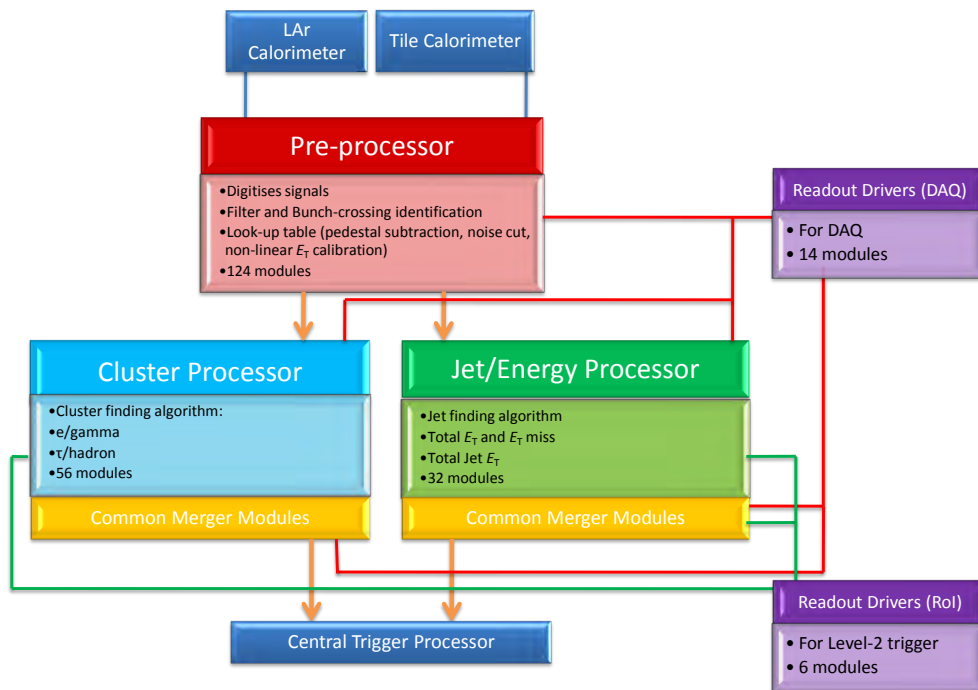 LAr
Calorimeter
Tile Calorimeter
Pre-processor
•Digitises signals
•Filter and Bunch-crossing identification
•Look-up table (pedestal subtraction, noise cut,
non-linear ET calibration)
•124 modules
Readout Drivers (DAQ)
• For DAQ
• 14 modules
Cluster Processor
•Cluster finding algorithm:
•e/gamma
•τ/hadron
•56 modules
Common Merger Modules
Jet/Energy Processor
•Jet finding algorithm
•Total ET and ET miss
•Total Jet ET
•32 modules
Common Merger Modules
Central Trigger Processor
Readout Drivers (RoI)
• For Level-2 trigger
• 6 modules